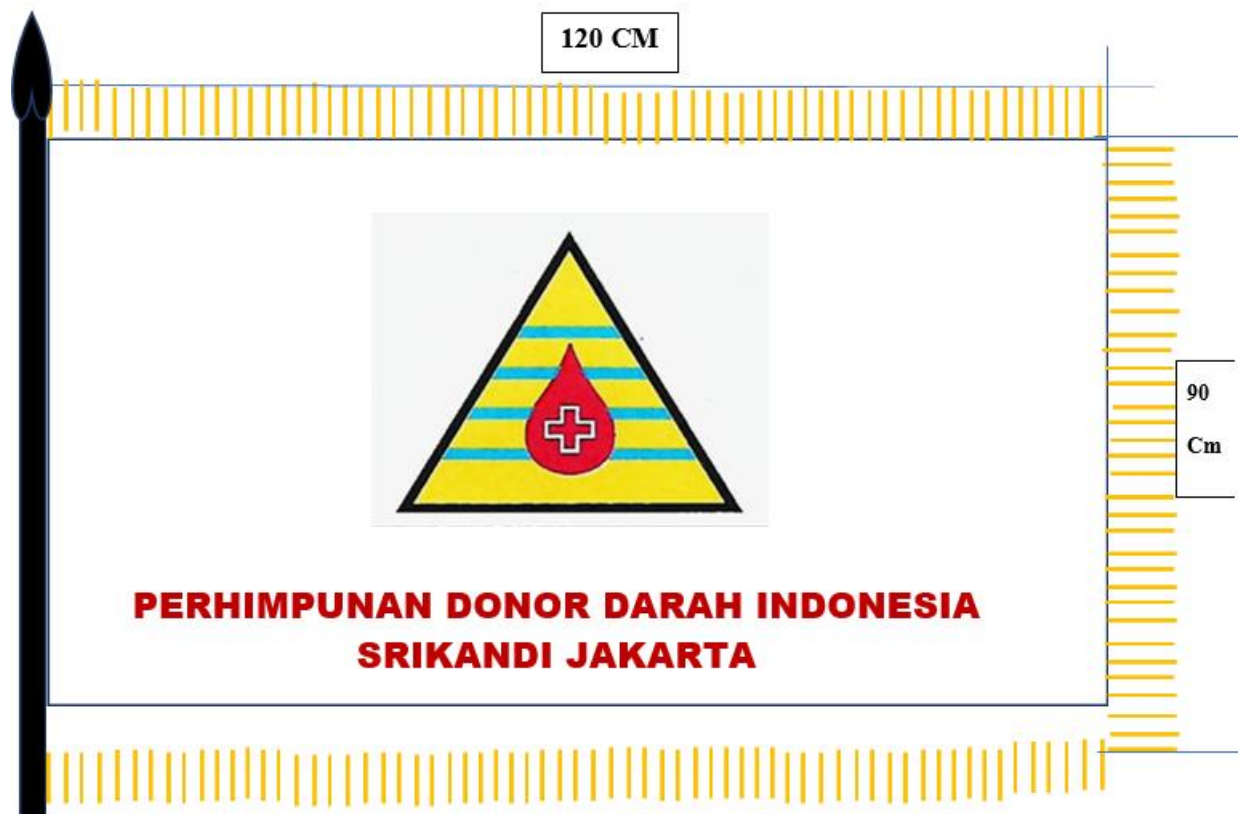 120 CM
90
Cm
PERHIMPUNAN DONOR DARAH INDONESIA
SRIKANDI JAKARTA